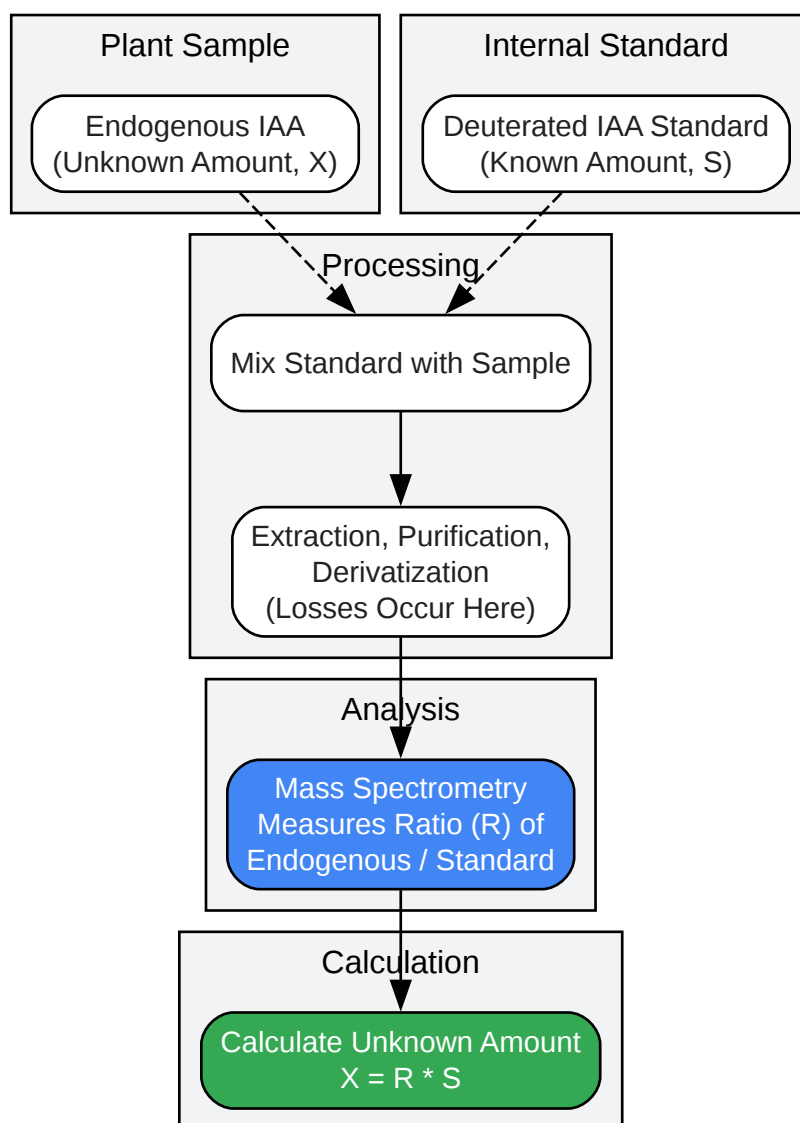 Plant Sample
Internal Standard
Endogenous IAA
(Unknown Amount, X)
Deuterated IAA Standard
(Known Amount, S)
Processing
Mix Standard with Sample
Extraction, Purification,
Derivatization
(Losses Occur Here)
Analysis
Mass Spectrometry
Measures Ratio (R) of
Endogenous / Standard
Calculation
Calculate Unknown Amount
X = R * S